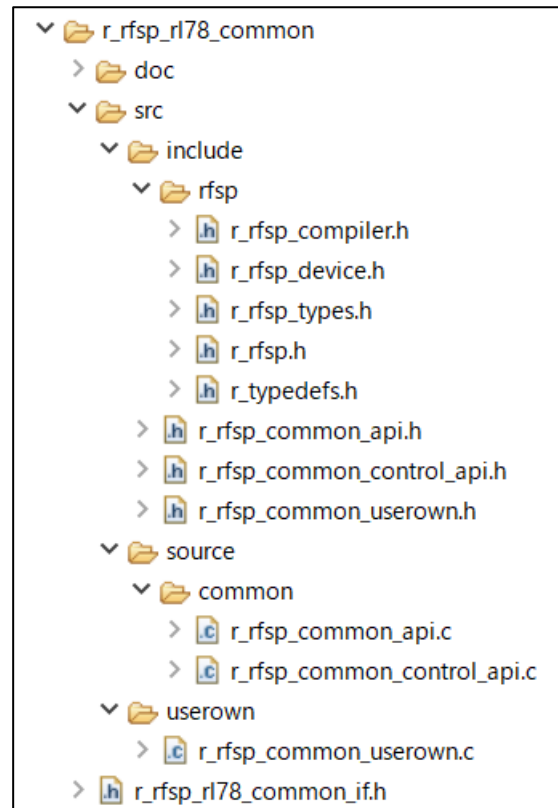 r_rfsp_rl78_common
doc
src
include
rfsp
.h r_rfsp_compiler.h
.h r_rfsp_device.h
.h r_rfsp_types.h
.h r_rfsp.h
.h r_typedefs.h
.h r_rfsp_common_api.h
.h r_rfsp_common_control_api.h
.h r_rfsp_common_userown.h
source
common
.c r_rfsp_common_api.c
.c r_rfsp_common_control_api.c
userown
.c r_rfsp_common_userown.c
.h r_rfsp_rl78_common_if.h